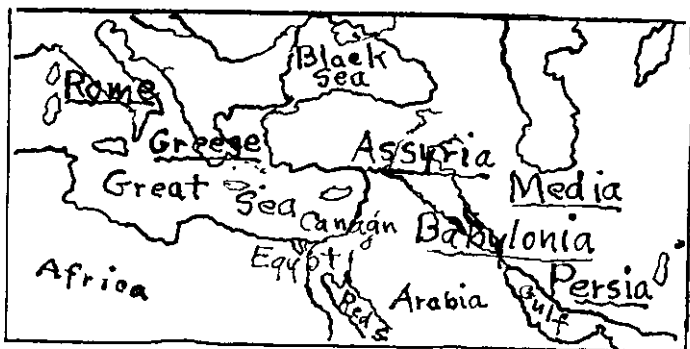 Black
Sea
Rome
Greece
Assyria
Great Sea
Media
Canaan
Babylonia
Egypt
Persia
Africa
Red S
Arabia
Gulf